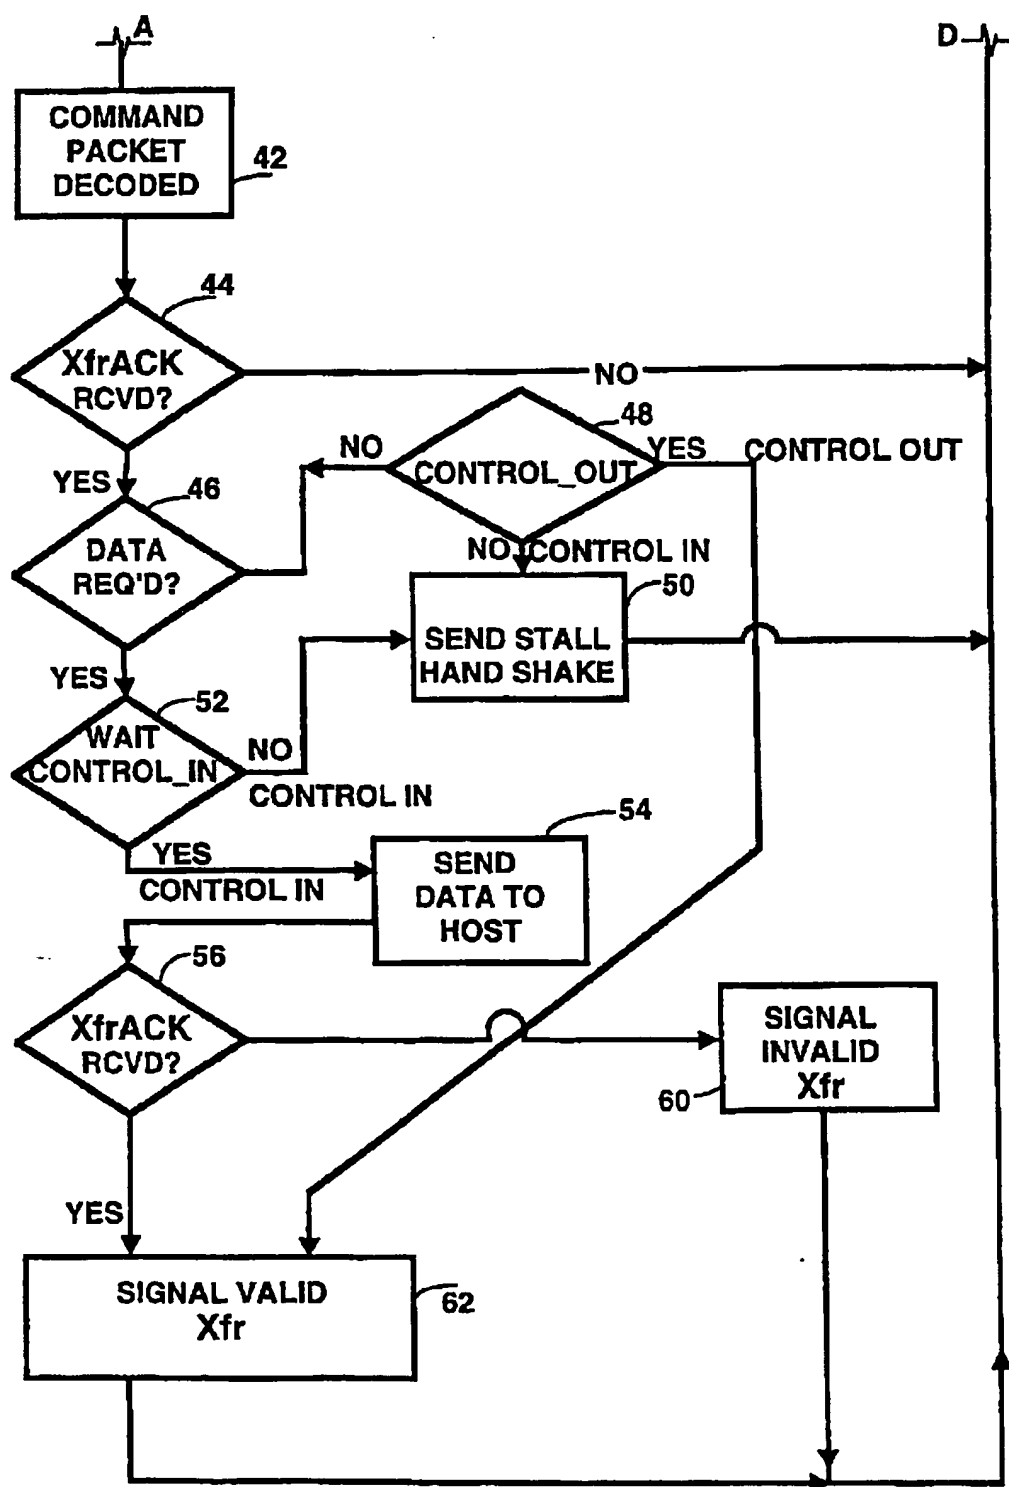 A
D
COMMAND
PACKET
DECODED
42
44
XfrACK
RCVD?
NO
48
NO
CONTROL_OUT
YES
CONTROL OUT
YES
46
DATA
REQ'D?
NO CONTROL IN
50
SEND STALL
HAND SHAKE
YES
52
WAIT
CONTROL_IN
NO
CONTROL IN
54
YES
CONTROL IN
SEND
DATA TO
HOST
56
XfrACK
RCVD?
SIGNAL
INVALID
Xfr
60
YES
SIGNAL VALID
Xfr
62